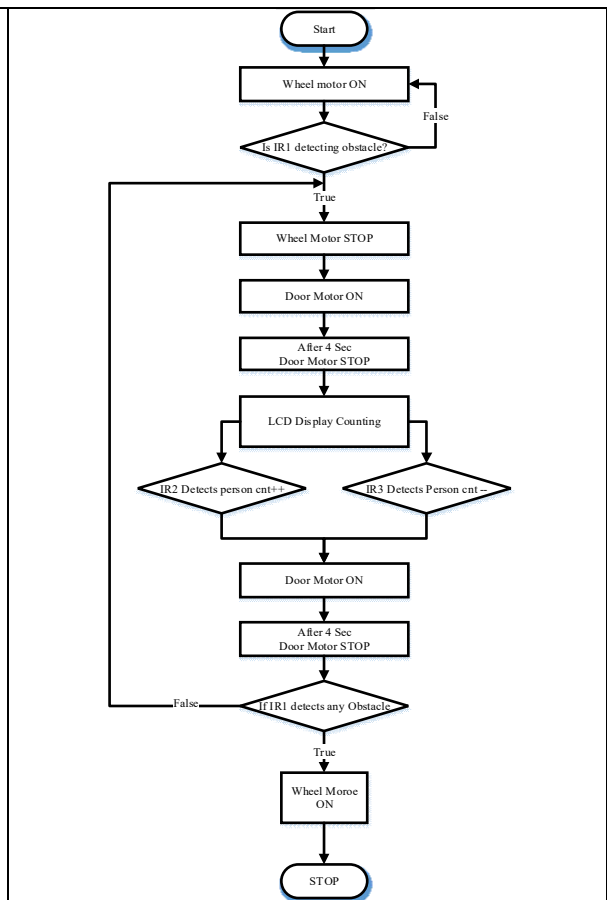 Start
Wheel motor ON
False
Is IR1 detecting obstacle?
True
Wheel Motor STOP
Door Motor ON
After 4 Sec
Door Motor STOP
LCD Display Counting
IR2 Detects person cnt++
IR3 Detects Person cnt --
Door Motor ON
After 4 Sec
Door Motor STOP
False
If IR1 detects any Obstacle
True
Wheel Moroe
ON
STOP